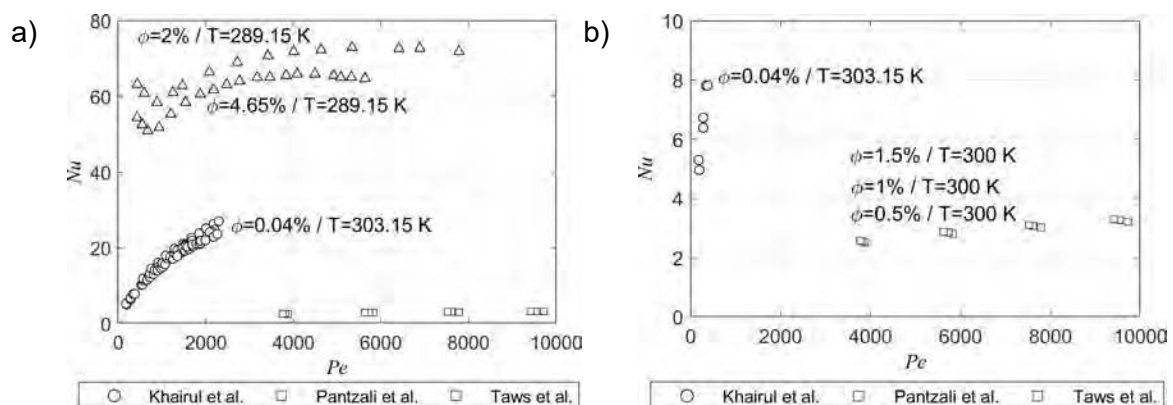 a)
Nu
80
60
40
20
0
ϕ=2% / T=289.15 K
ϕ=4.65% / T=289.15 K
ϕ=0.04% / T=303.15 K
0 2000 4000 6000 8000 10000
Pe
Khairul et al. Pantzali et al. Taws et al.
b)
Nu
10
8
6
4
2
0
ϕ=0.04% / T=303.15 K
ϕ=1.5% / T=300 K
ϕ=1% / T=300 K
ϕ=0.5% / T=300 K
0 2000 4000 6000 8000 10000
Pe
Khairul et al. Pantzali et al. Taws et al.